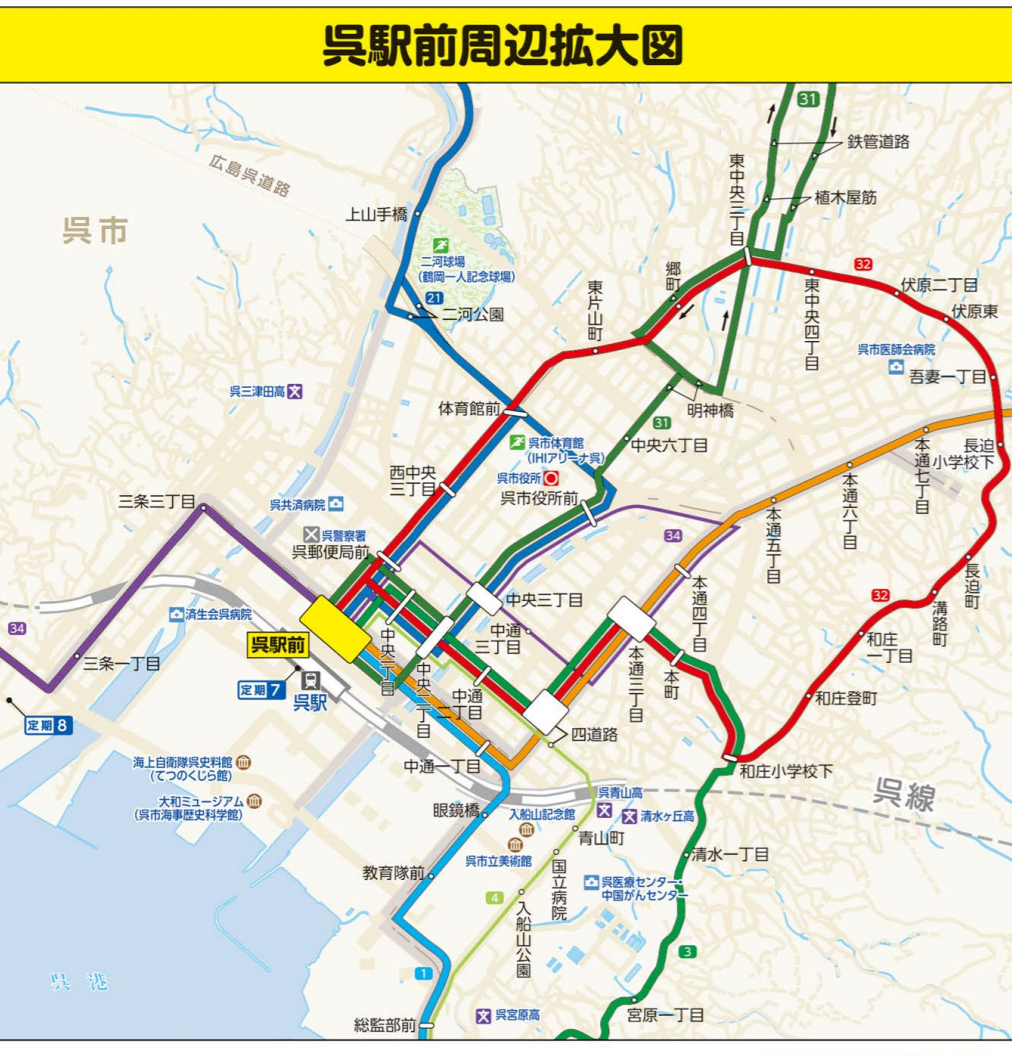 呉駅前周辺拡大図
31
鉄管道路
植木屋筋
東中央三丁目
広島呉道路
呉市
上山手橋
二河球場
(鶴岡一人記念球場)
21
二河公園
郷町
東片山町
32
東中央四丁目
伏原二丁目
伏原東
呉市医師会病院
吾妻一丁目
呉三津田高
体育館前
明神橋
31
中央六丁目
呉市体育館
(IHIアリーナ呉)
呉市役所
呉市役所前
西中央
三丁目
本通七丁目
長迫
小学校下
本通六丁目
本通五丁目
三条三丁目
呉共済病院
呉警察署
呉郵便局前
34
長迫町
本通四丁目
32
溝路町
中央三丁目
済生会呉病院
34
呉駅前
中央一丁目
中通
三丁目
和庄
一丁目
三条一丁目
定期7
呉駅
中央二丁目
中通
二丁目
本通三丁目
本町
和庄登町
定期8
四道路
中通一丁目
和庄小学校下
海上自衛隊呉史料館
(てつのくじら館)
大和ミュージアム
(呉市海事歴史科学館)
呉線
眼鏡橋
入船山記念館
呉青山高
清水ヶ丘高
青山町
呉市立美術館
清水一丁目
教育隊前
国立病院
呉医療センター・
中国がんセンター
4
入船山公園
3
呉港
1
呉宮原高
宮原一丁目
総監部前